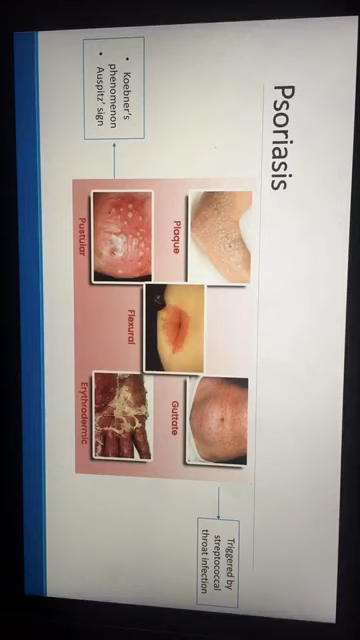 Psoriasis
Plaque
Guttate
Flexural
Pustular
Erythrodermic
• Koebner's
phenomenon
• Auspitz' sign
Triggered by
streptococcal
throat infection